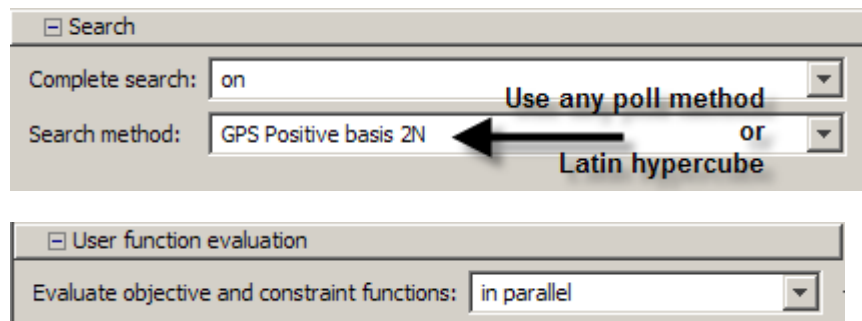 Search
Complete search: on
Use any poll method
Search method: GPS Positive basis 2N or
Latin hypercube
User function evaluation
Evaluate objective and constraint functions: in parallel